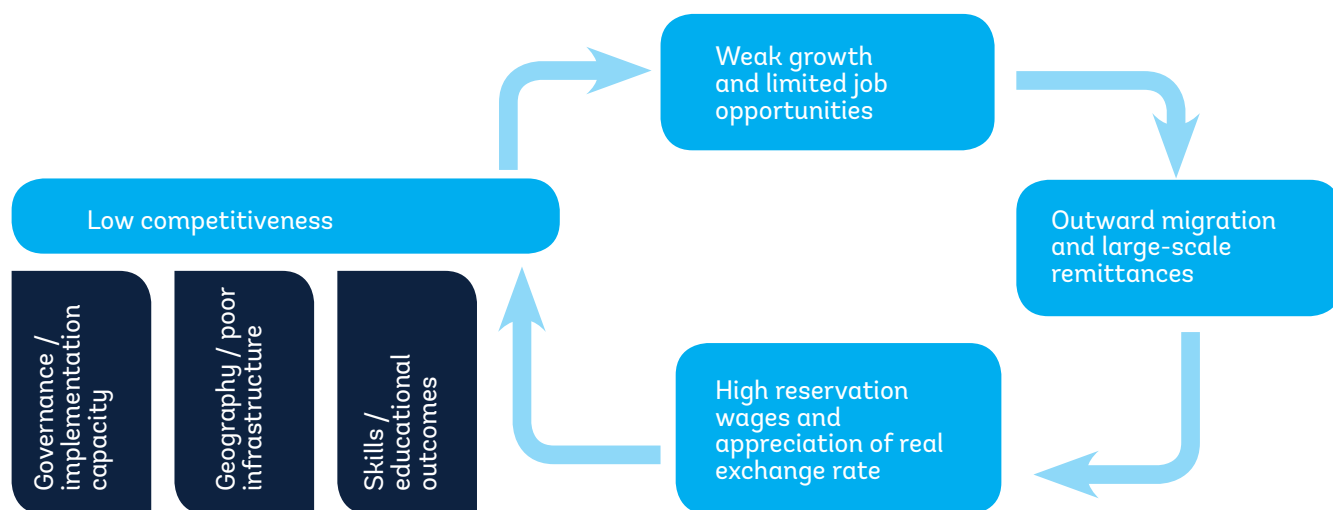 Weak growth
and limited job
opportunities
Low competitiveness
Outward migration
and large-scale
remittances
Governance /
implementation
capacity
Geography / poor
infrastructure
Skills /
educational
outcomes
High reservation
wages and
appreciation of real
exchange rate